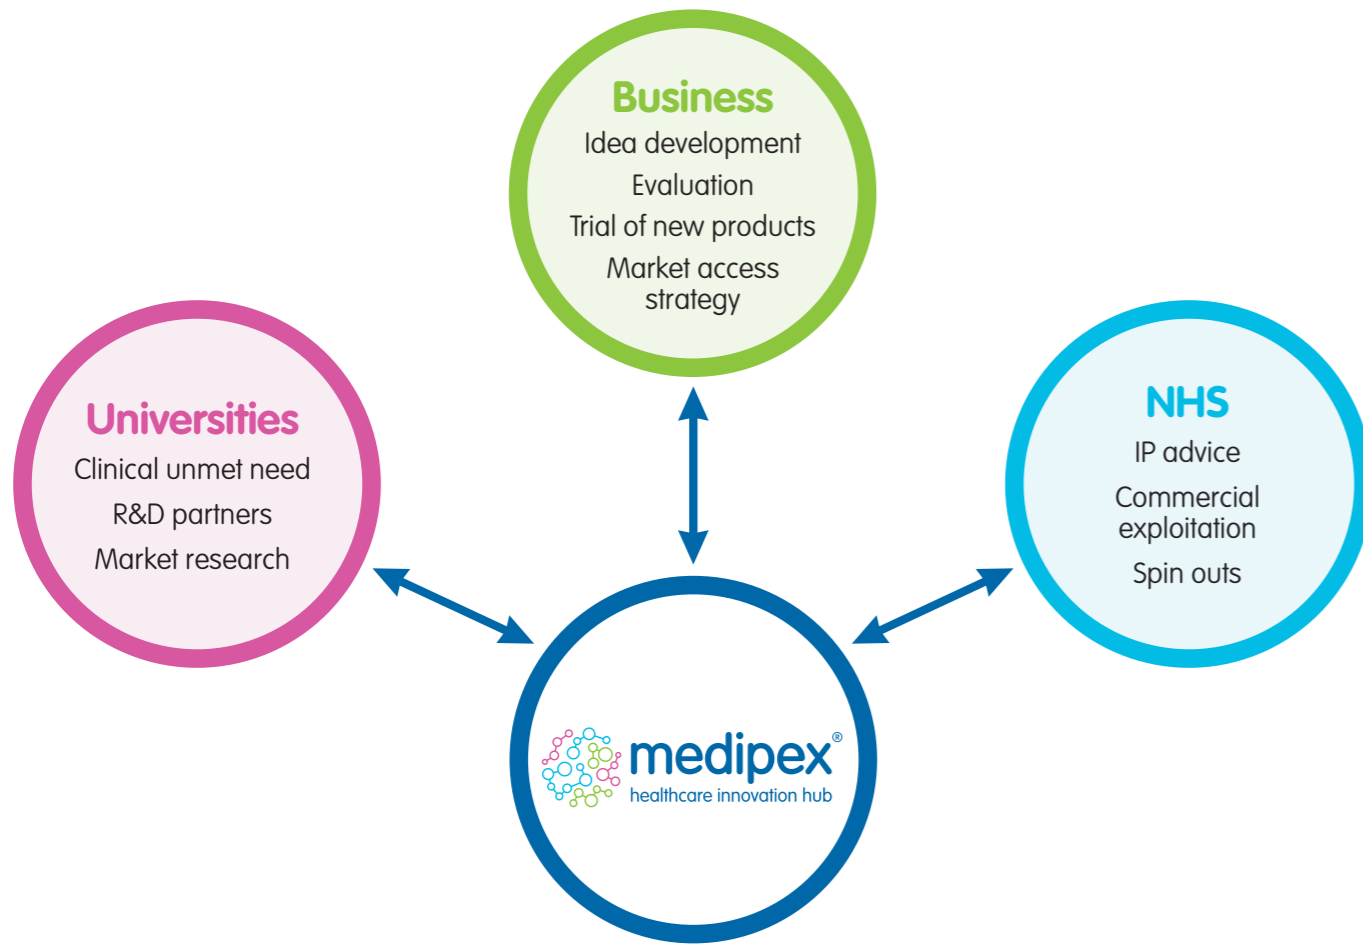 Business
Idea development
Evaluation
Trial of new products
Market access
strategy
Universities
Clinical unmet need
R&D partners
Market research
NHS
IP advice
Commercial
exploitation
Spin outs
medipex®
healthcare innovation hub